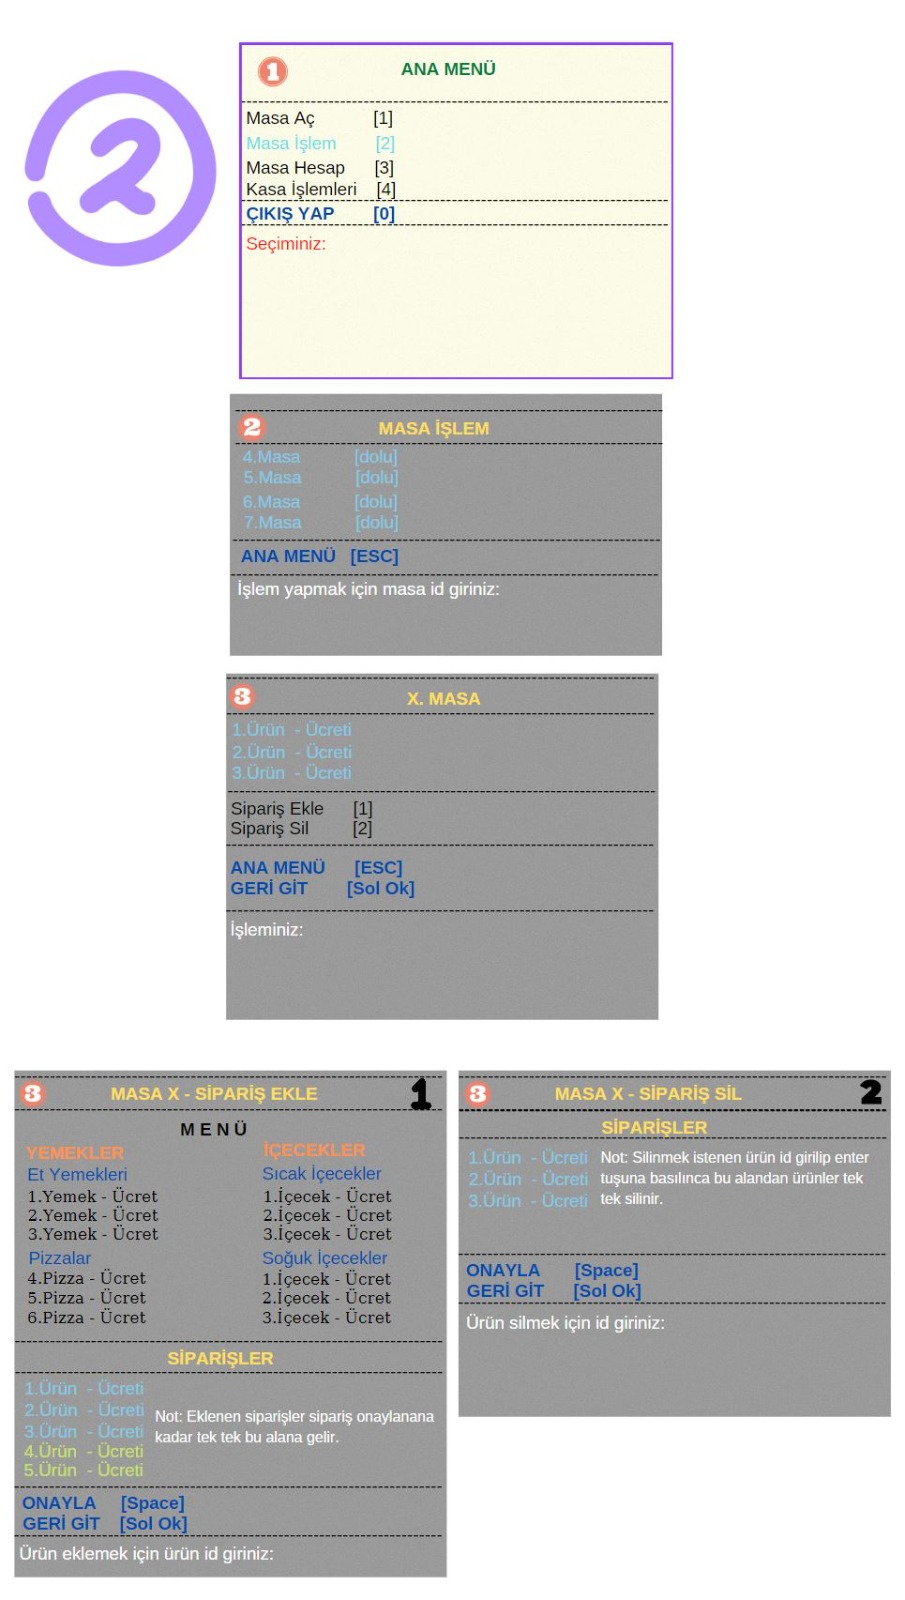 2
1 ANA MENÜ
Masa Aç [1]
Masa İşlem [2]
Masa Hesap [3]
Kasa İşlemleri [4]
ÇIKIŞ YAP [0]
Seçiminiz:
2 MASA İŞLEM
4.Masa [dolu]
5.Masa [dolu]
6.Masa [dolu]
7.Masa [dolu]
ANA MENÜ [ESC]
İşlem yapmak için masa id giriniz:
3 X. MASA
1.Ürün - Ücreti
2.Ürün - Ücreti
3.Ürün - Ücreti
Sipariş Ekle [1]
Sipariş Sil [2]
ANA MENÜ [ESC]
GERİ GİT [Sol Ok]
İşleminiz:
3 MASA X - SİPARİŞ EKLE 1
MENÜ
YEMEKLER
Et Yemekleri
1.Yemek - Ücret
2.Yemek - Ücret
3.Yemek - Ücret
Pizzalar
4.Pizza - Ücret
5.Pizza - Ücret
6.Pizza - Ücret
İÇECEKLER
Sıcak İçecekler
1.İçecek - Ücret
2.İçecek - Ücret
3.İçecek - Ücret
Soğuk İçecekler
1.İçecek - Ücret
2.İçecek - Ücret
3.İçecek - Ücret
SİPARİŞLER
1.Ürün - Ücreti
2.Ürün - Ücreti
3.Ürün - Ücreti
4.Ürün - Ücreti
5.Ürün - Ücreti
Not: Eklenen siparişler sipariş onaylanana
kadar tek tek bu alana gelir.
ONAYLA [Space]
GERİ GİT [Sol Ok]
Ürün eklemek için ürün id giriniz:
3 MASA X - SİPARİŞ SİL 2
SİPARİŞLER
1.Ürün - Ücreti
2.Ürün - Ücreti
3.Ürün - Ücreti
Not: Silinmek istenen ürün id girilip enter
tuşuna basılınca bu alandan ürünler tek
tek silinir.
ONAYLA [Space]
GERİ GİT [Sol Ok]
Ürün silmek için id giriniz: